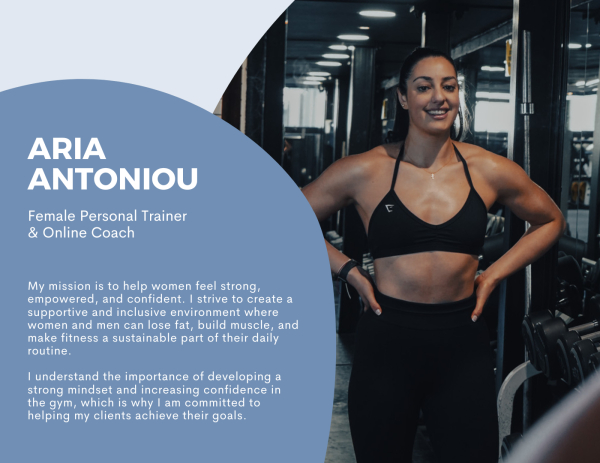 ARIA
ANTONIOU
Female Personal Trainer
& Online Coach
My mission is to help women feel strong,
empowered, and confident. I strive to create a
supportive and inclusive environment where
women and men can lose fat, build muscle, and
make fitness a sustainable part of their daily
routine.
I understand the importance of developing a
strong mindset and increasing confidence in
the gym, which is why I am committed to
helping my clients achieve their goals.